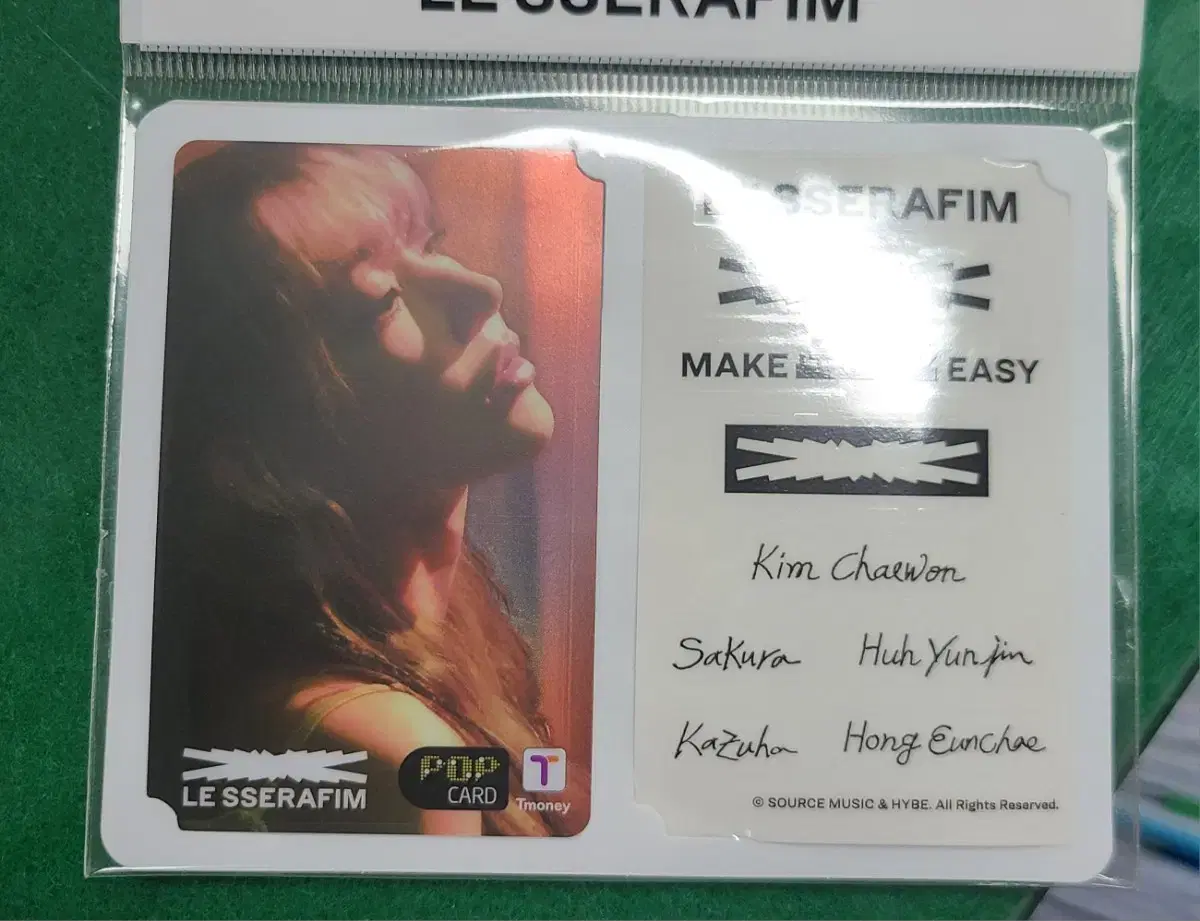 LE SSERAFIM
LE SSERAFIM
POP
CARD
Tmoney
LE SSERAFIM
MAKE EASY
Kim Chaewon
Sakura Huh Yunjin
Kazuha Hong Eunchae
© SOURCE MUSIC & HYBE. All Rights Reserved.